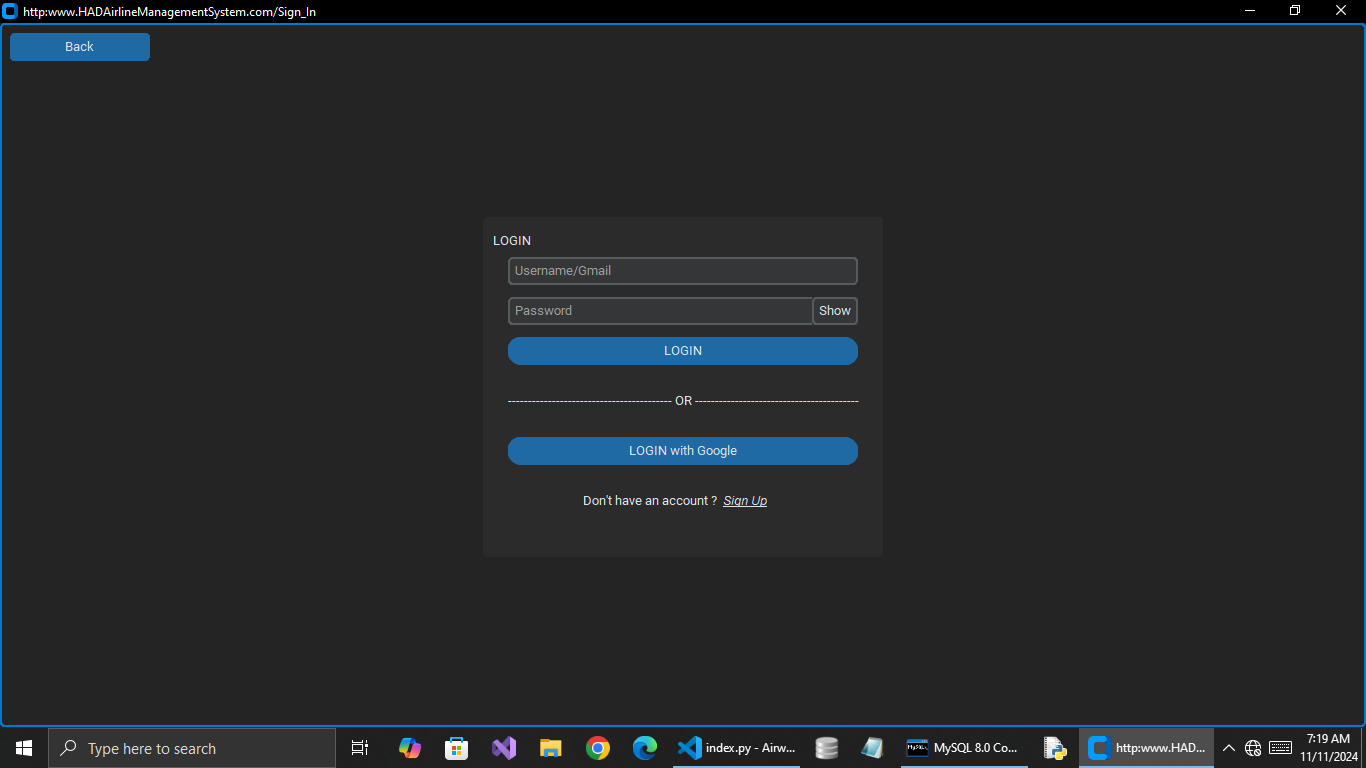 http:www.HADAirlineManagementSystem.com/Sign_In
Back
LOGIN
Username/Gmail
Password Show
LOGIN
----------------------------------------- OR -----------------------------------------
LOGIN with Google
Don't have an account ? Sign Up
Type here to search
index.py - Airw...
MySQL 8.0 Co...
http:www.HAD...
7:19 AM
11/11/2024